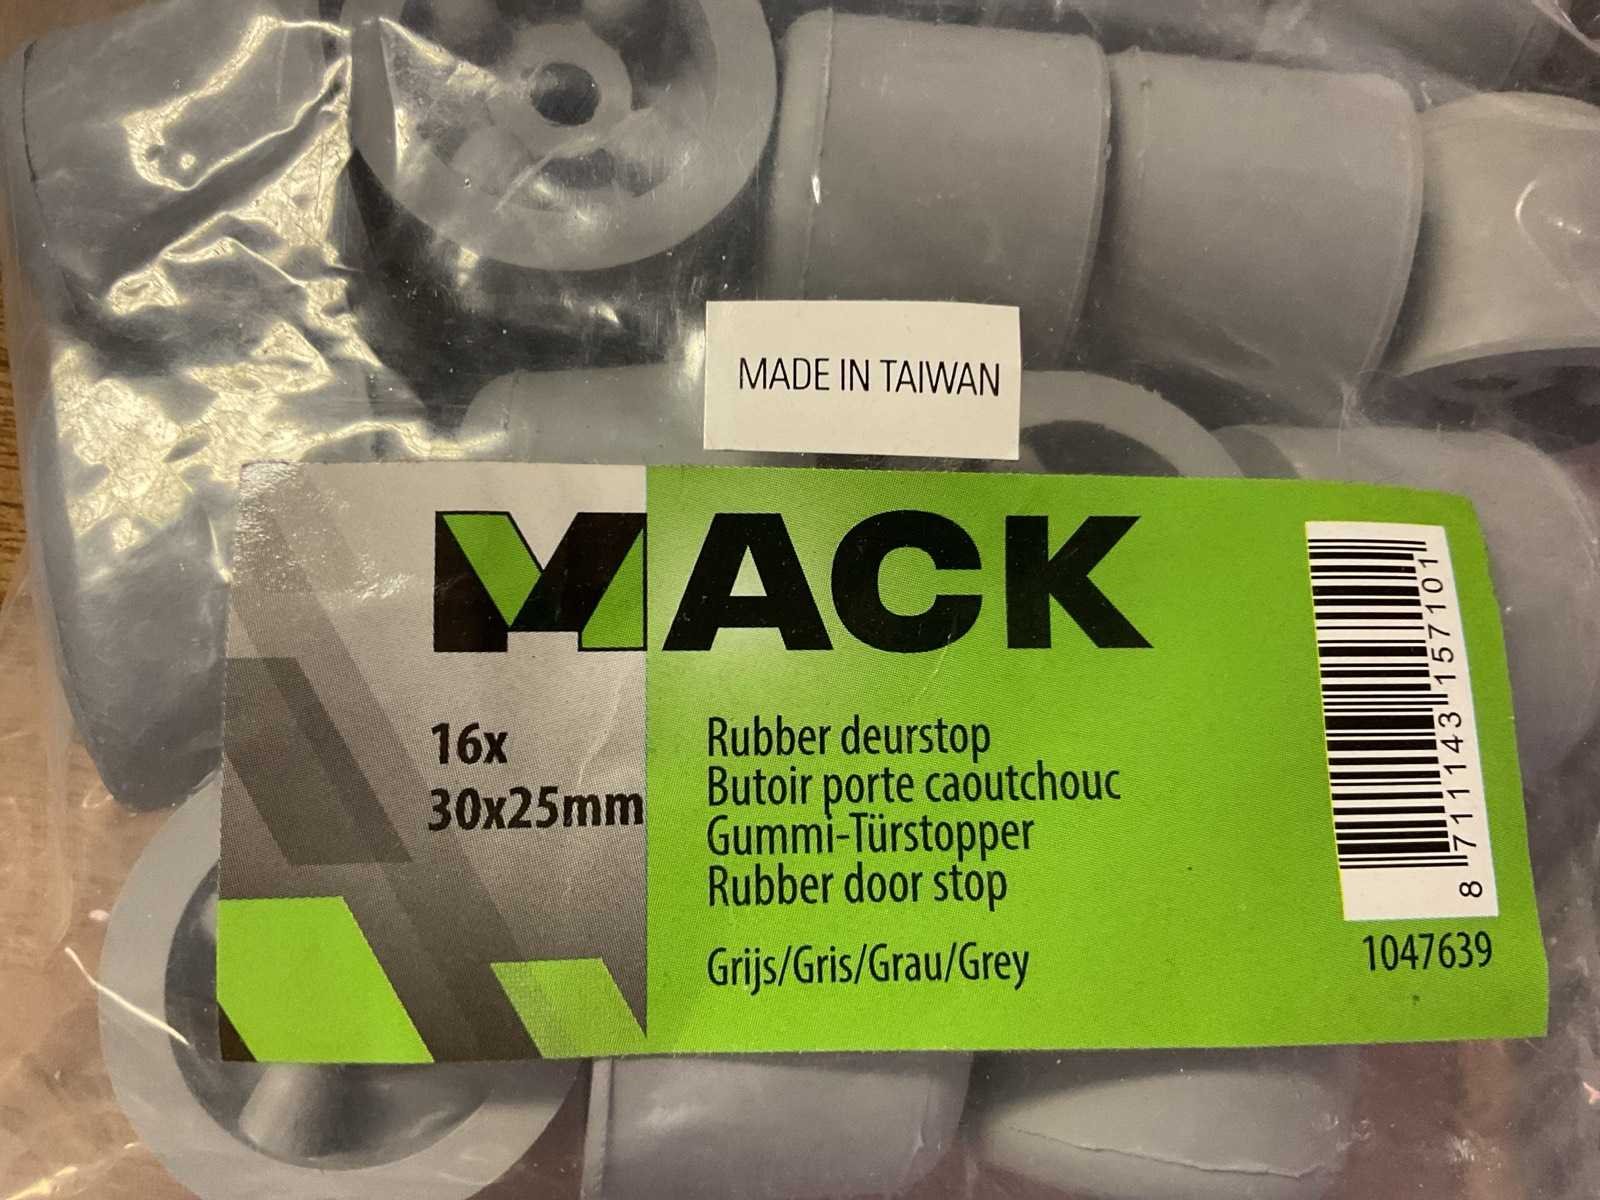 MADE IN TAIWAN
MACK
16x
30x25mm
Rubber deurstop
Butoir porte caoutchouc
Gummi-Türstopper
Rubber door stop
Grijs/Gris/Grau/Grey
8 711143 157101
1047639